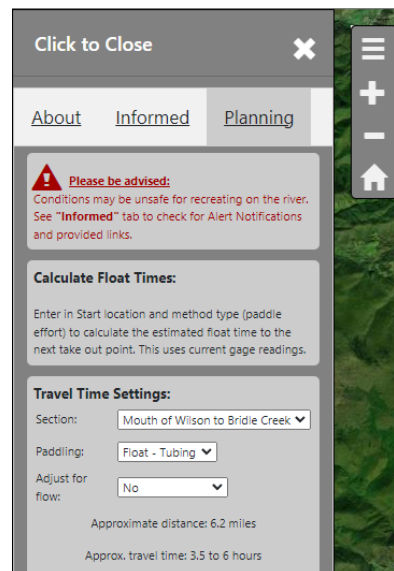 Click to Close
About Informed Planning
Please be advised:
Conditions may be unsafe for recreating on the river.
See "Informed" tab to check for Alert Notifications
and provided links.
Calculate Float Times:
Enter in Start location and method type (paddle
effort) to calculate the estimated float time to the
next take out point. This uses current gage readings.
Travel Time Settings:
Section: Mouth of Wilson to Bridle Creek
Paddling: Float - Tubing
Adjust for
flow: No
Approximate distance: 6.2 miles
Approx. travel time: 3.5 to 6 hours